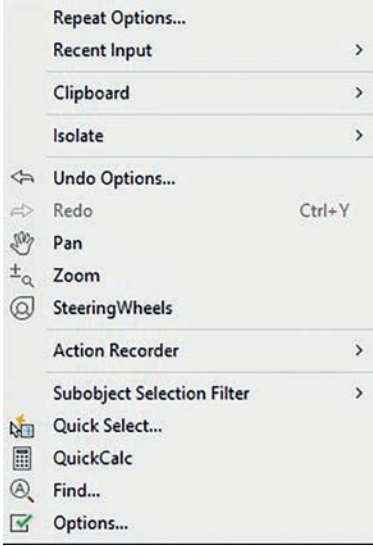 Repeat Options...
Recent Input >
Clipboard >
Isolate >
Undo Options...
Redo Ctrl+Y
Pan
Zoom
SteeringWheels
Action Recorder >
Subobject Selection Filter >
Quick Select...
QuickCalc
Find...
Options...